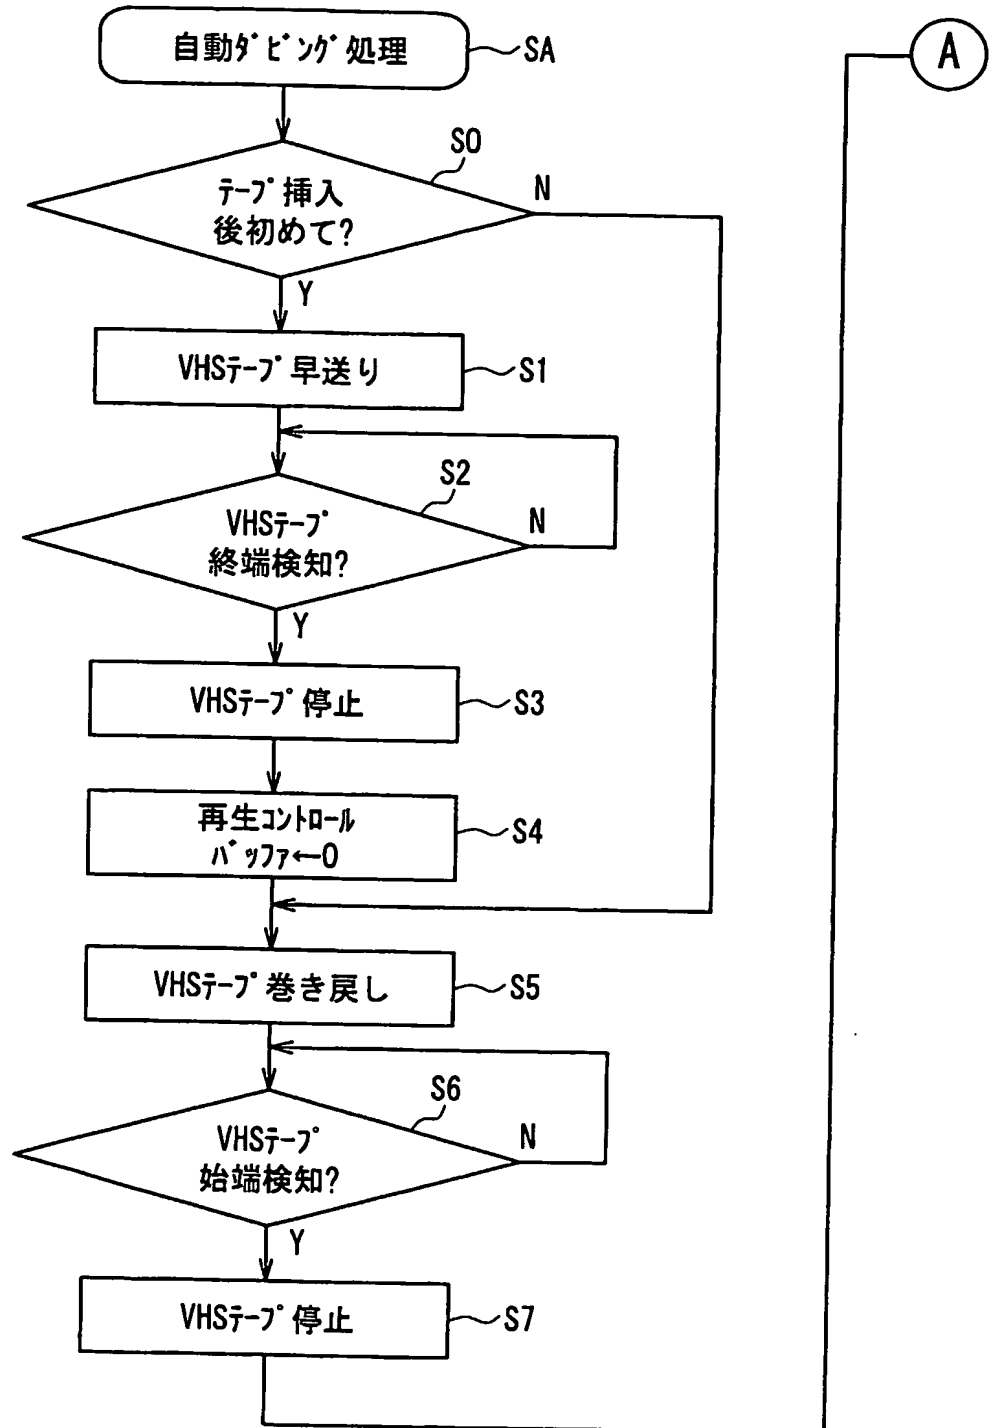 自動ﾀﾞﾋﾞﾝｸﾞ処理
SA
A
S0
ﾃｰﾌﾟ挿入
後初めて?
N
Y
VHSﾃｰﾌﾟ早送り
S1
S2
VHSﾃｰﾌﾟ
終端検知?
N
Y
VHSﾃｰﾌﾟ停止
S3
再生ｺﾝﾄﾛｰﾙ
ﾊﾞｯﾌｧ←0
S4
VHSﾃｰﾌﾟ巻き戻し
S5
S6
VHSﾃｰﾌﾟ
始端検知?
N
Y
VHSﾃｰﾌﾟ停止
S7